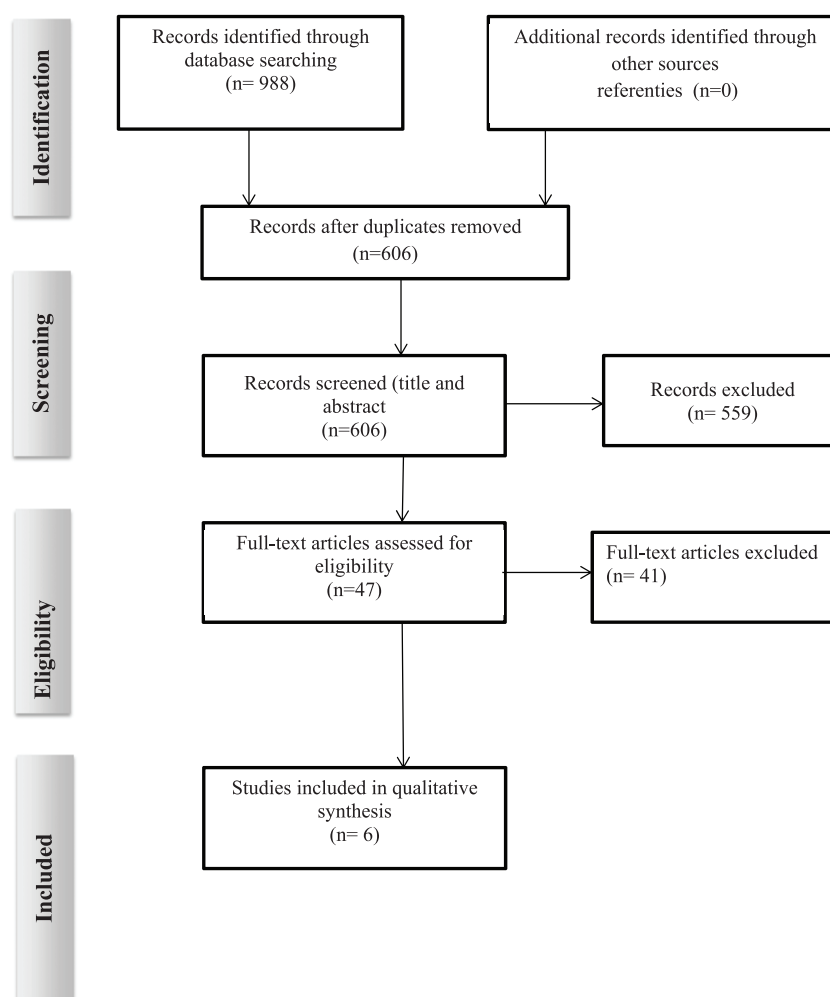 Identification
Records identified through
database searching
(n= 988)
Additional records identified through
other sources
referenties (n=0)
Records after duplicates removed
(n=606)
Screening
Records screened (title and
abstract
(n=606)
Records excluded
(n= 559)
Eligibility
Full-text articles assessed for
eligibility
(n=47)
Full-text articles excluded
(n= 41)
Included
Studies included in qualitative
synthesis
(n= 6)